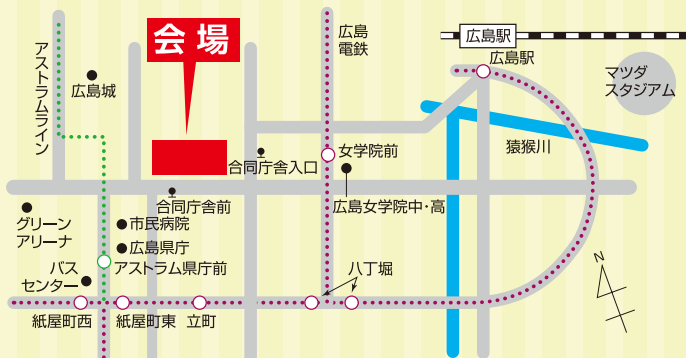 会場
広島
電鉄
広島駅
広島駅
アストラムライン
広島城
マツダ
スタジアム
猿猴川
女学院前
合同庁舎入口
合同庁舎前
広島女学院中・高
グリーン
アリーナ
市民病院
広島県庁
アストラム県庁前
バス
センター
八丁堀
N
紙屋町西
紙屋町東
立町